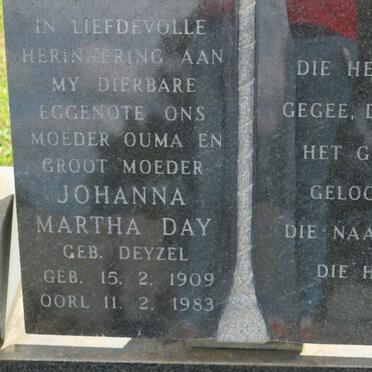 IN LIEFDEVOLLE
HERINNERING AAN
MY DIERBARE
EGGENOTE ONS
MOEDER OUMA EN
GROOT MOEDER
JOHANNA
MARTHA DAY
GEB. DEYZEL
GEB. 15. 2. 1909
OORL 11. 2. 1983
DIE HE
GEGEE, D
HET G
GELOO
DIE NAA
DIE H